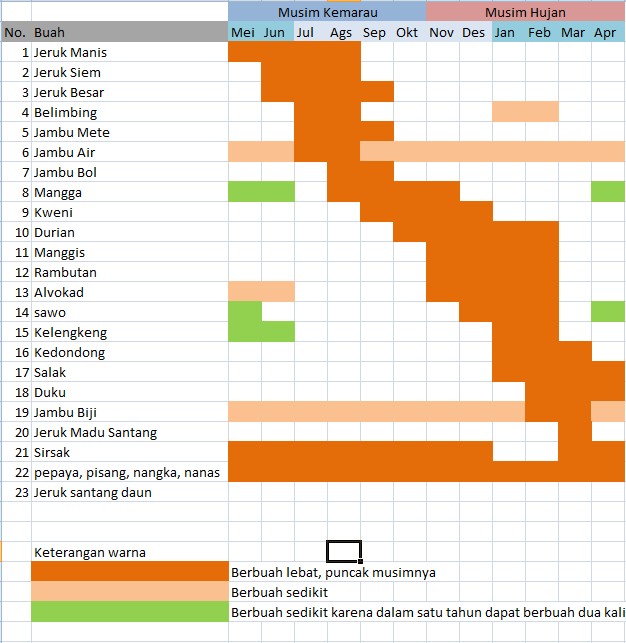 Musim Kemarau Musim Hujan
No. Buah Mei Jun Jul Ags Sep Okt Nov Des Jan Feb Mar Apr
1 Jeruk Manis
2 Jeruk Siem
3 Jeruk Besar
4 Belimbing
5 Jambu Mete
6 Jambu Air
7 Jambu Bol
8 Mangga
9 Kweni
10 Durian
11 Manggis
12 Rambutan
13 Alvokad
14 sawo
15 Kelengkeng
16 Kedondong
17 Salak
18 Duku
19 Jambu Biji
20 Jeruk Madu Santang
21 Sirsak
22 pepaya, pisang, nangka, nanas
23 Jeruk santang daun
Keterangan warna
Berbuah lebat, puncak musimnya
Berbuah sedikit
Berbuah sedikit karena dalam satu tahun dapat berbuah dua kali